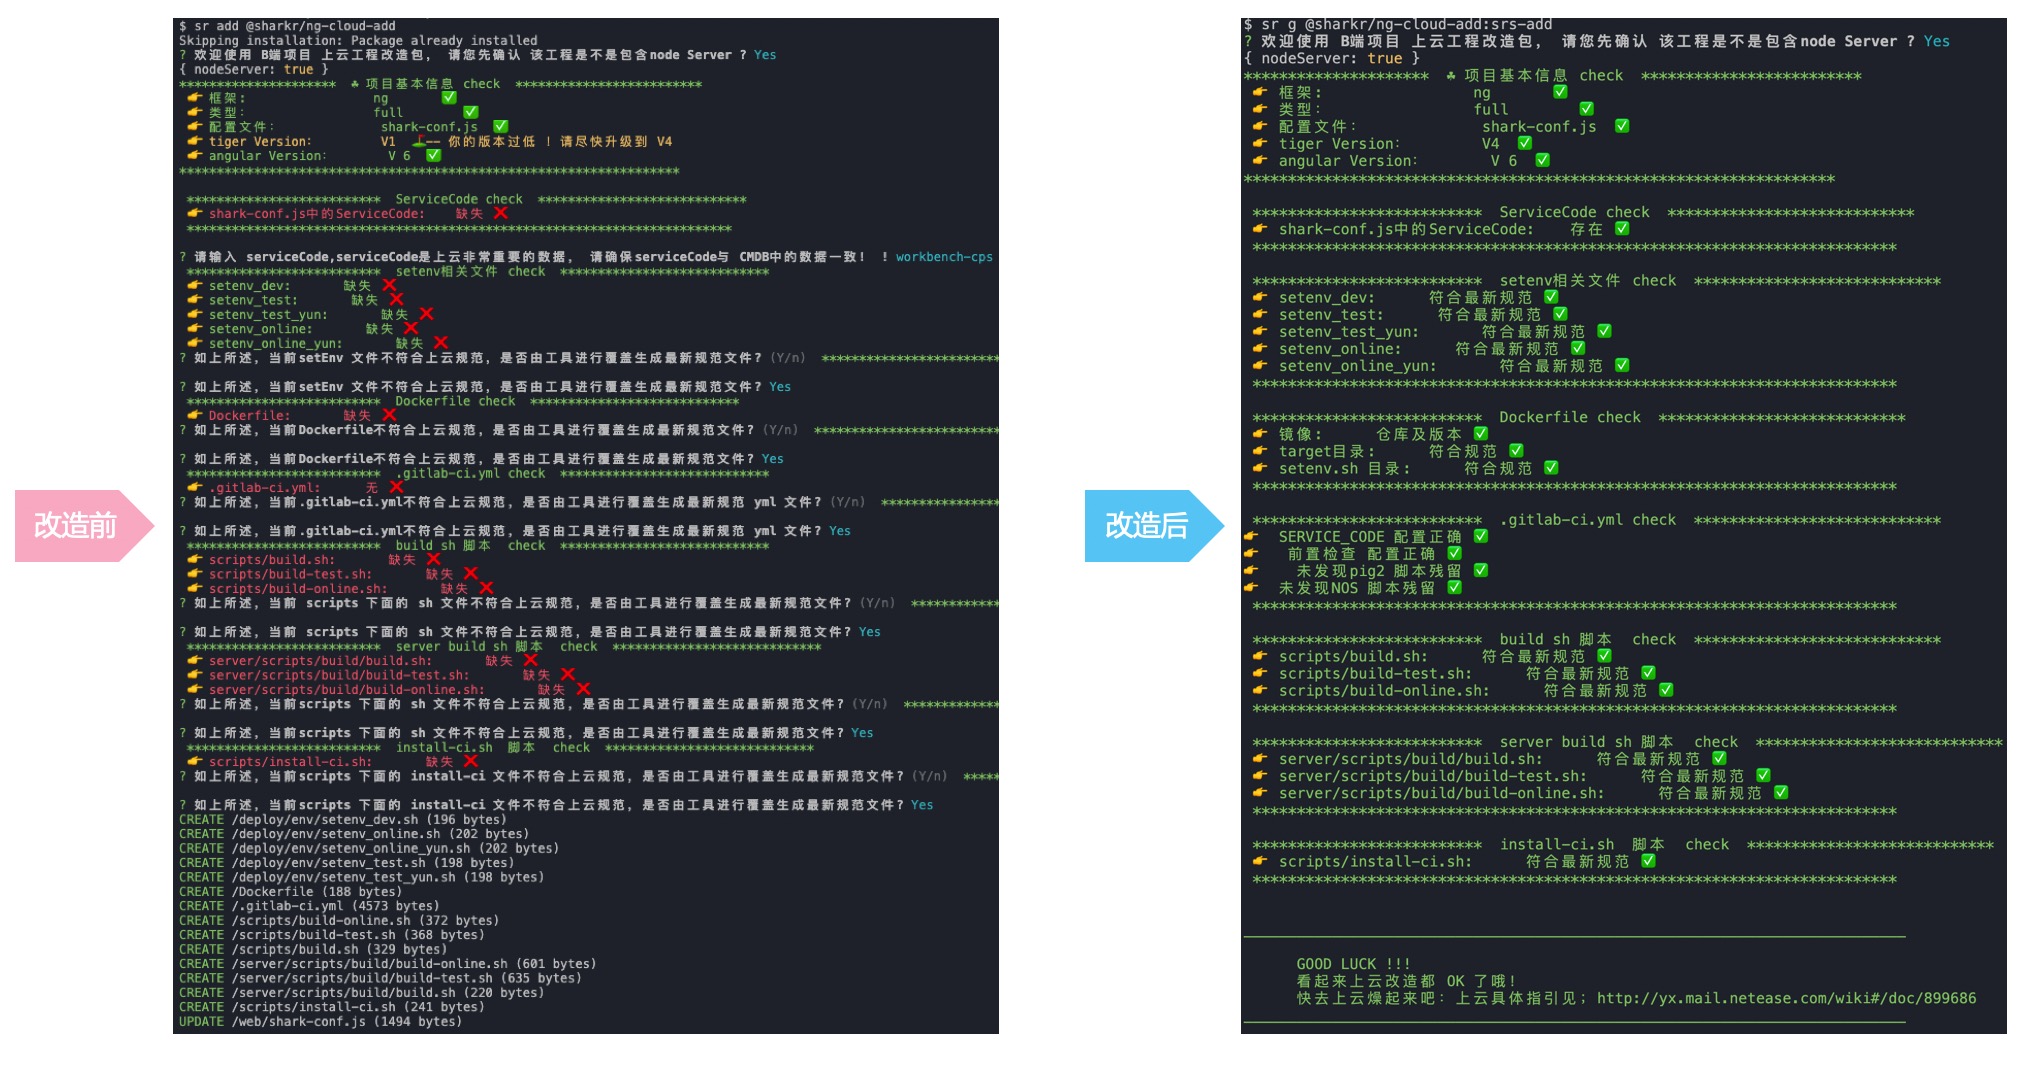 改造前
$ sr add @sharkr/ng-cloud-add
Skipping installation: Package already installed
? 欢迎使用 B端项目 上云工程改造包, 请您先确认 该工程是不是包含node Server ? Yes
{ nodeServer: true }
********************* ☘ 项目基本信息 check *************************
👉 框架: ng ✅
👉 类型: full ✅
👉 配置文件: shark-conf.js ✅
👉 tiger Version: V1 ⛳-- 你的版本过低 ! 请尽快升级到 V4
👉 angular Version: V 6 ✅
*******************************************************************
************************** ServiceCode check ****************************
👉 shark-conf.js中的ServiceCode: 缺失 ❌
*************************************************************************
? 请输入 serviceCode,serviceCode是上云非常重要的数据, 请确保serviceCode与 CMDB中的数据一致! ! workbench-cps
************************** setenv相关文件 check ****************************
👉 setenv_dev: 缺失 ❌
👉 setenv_test: 缺失 ❌
👉 setenv_test_yun: 缺失 ❌
👉 setenv_online: 缺失 ❌
👉 setenv_online_yun: 缺失 ❌
? 如上所述, 当前setEnv 文件不符合上云规范, 是否由工具进行覆盖生成最新规范文件? (Y/n) ************************
? 如上所述, 当前setEnv 文件不符合上云规范, 是否由工具进行覆盖生成最新规范文件? Yes
************************** Dockerfile check ****************************
👉 Dockerfile: 缺失 ❌
? 如上所述, 当前Dockerfile不符合上云规范, 是否由工具进行覆盖生成最新规范文件? (Y/n) *************************
? 如上所述, 当前Dockerfile不符合上云规范, 是否由工具进行覆盖生成最新规范文件? Yes
************************** .gitlab-ci.yml check ****************************
👉 .gitlab-ci.yml: 无 ❌
? 如上所述, 当前.gitlab-ci.yml不符合上云规范, 是否由工具进行覆盖生成最新规范 yml 文件? (Y/n) ****************
? 如上所述, 当前.gitlab-ci.yml不符合上云规范, 是否由工具进行覆盖生成最新规范 yml 文件? Yes
************************** build sh 脚本 check ****************************
👉 scripts/build.sh: 缺失 ❌
👉 scripts/build-test.sh: 缺失 ❌
👉 scripts/build-online.sh: 缺失 ❌
? 如上所述, 当前 scripts 下面的 sh 文件不符合上云规范, 是否由工具进行覆盖生成最新规范文件? (Y/n) ************
? 如上所述, 当前 scripts 下面的 sh 文件不符合上云规范, 是否由工具进行覆盖生成最新规范文件? Yes
************************** server build sh 脚本 check ****************************
👉 server/scripts/build/build.sh: 缺失 ❌
👉 server/scripts/build/build-test.sh: 缺失 ❌
👉 server/scripts/build/build-online.sh: 缺失 ❌
? 如上所述, 当前scripts 下面的 sh 文件不符合上云规范, 是否由工具进行覆盖生成最新规范文件? (Y/n) *************
? 如上所述, 当前scripts 下面的 sh 文件不符合上云规范, 是否由工具进行覆盖生成最新规范文件? Yes
************************** install-ci.sh 脚本 check ****************************
👉 scripts/install-ci.sh: 缺失 ❌
? 如上所述, 当前scripts 下面的 install-ci 文件不符合上云规范, 是否由工具进行覆盖生成最新规范文件? (Y/n) *****
? 如上所述, 当前scripts 下面的 install-ci 文件不符合上云规范, 是否由工具进行覆盖生成最新规范文件? Yes
CREATE /deploy/env/setenv_dev.sh (196 bytes)
CREATE /deploy/env/setenv_online.sh (202 bytes)
CREATE /deploy/env/setenv_online_yun.sh (202 bytes)
CREATE /deploy/env/setenv_test.sh (198 bytes)
CREATE /deploy/env/setenv_test_yun.sh (198 bytes)
CREATE /Dockerfile (188 bytes)
CREATE /.gitlab-ci.yml (4573 bytes)
CREATE /scripts/build-online.sh (372 bytes)
CREATE /scripts/build-test.sh (368 bytes)
CREATE /scripts/build.sh (329 bytes)
CREATE /server/scripts/build/build-online.sh (601 bytes)
CREATE /server/scripts/build/build-test.sh (635 bytes)
CREATE /server/scripts/build/build.sh (220 bytes)
CREATE /scripts/install-ci.sh (241 bytes)
UPDATE /web/shark-conf.js (1494 bytes)
改造后
$ sr g @sharkr/ng-cloud-add:srs-add
? 欢迎使用 B端项目 上云工程改造包, 请您先确认 该工程是不是包含node Server ? Yes
{ nodeServer: true }
********************* ☘ 项目基本信息 check *************************
👉 框架: ng ✅
👉 类型: full ✅
👉 配置文件: shark-conf.js ✅
👉 tiger Version: V4 ✅
👉 angular Version: V 6 ✅
*******************************************************************
************************** ServiceCode check ****************************
👉 shark-conf.js中的ServiceCode: 存在 ✅
*************************************************************************
************************** setenv相关文件 check ****************************
👉 setenv_dev: 符合最新规范 ✅
👉 setenv_test: 符合最新规范 ✅
👉 setenv_test_yun: 符合最新规范 ✅
👉 setenv_online: 符合最新规范 ✅
👉 setenv_online_yun: 符合最新规范 ✅
*************************************************************************
************************** Dockerfile check ****************************
👉 镜像: 仓库及版本 ✅
👉 target目录: 符合规范 ✅
👉 setenv.sh 目录: 符合规范 ✅
*************************************************************************
************************** .gitlab-ci.yml check ****************************
👉 SERVICE_CODE 配置正确 ✅
👉 前置检查 配置正确 ✅
👉 未发现pig2 脚本残留 ✅
👉 未发现NOS 脚本残留 ✅
*************************************************************************
************************** build sh 脚本 check ****************************
👉 scripts/build.sh: 符合最新规范 ✅
👉 scripts/build-test.sh: 符合最新规范 ✅
👉 scripts/build-online.sh: 符合最新规范 ✅
*************************************************************************
************************** server build sh 脚本 check ****************************
👉 server/scripts/build/build.sh: 符合最新规范 ✅
👉 server/scripts/build/build-test.sh: 符合最新规范 ✅
👉 server/scripts/build/build-online.sh: 符合最新规范 ✅
*************************************************************************
************************** install-ci.sh 脚本 check ****************************
👉 scripts/install-ci.sh: 符合最新规范 ✅
*************************************************************************
GOOD LUCK !!!
看起来上云改造都 OK 了哦!
快去上云燥起来吧: 上云具体指引见; http://yx.mail.netease.com/wiki#/doc/899686